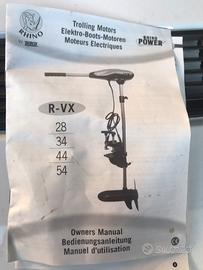 RHINO
Trolling Motors
Elektro-Boots-Motoren
Moteurs Electriques
RHINO
POWER
R-VX
28
34
44
54
Owners Manual
Bedienungsanleitung
Manuel d'utilisation
subito